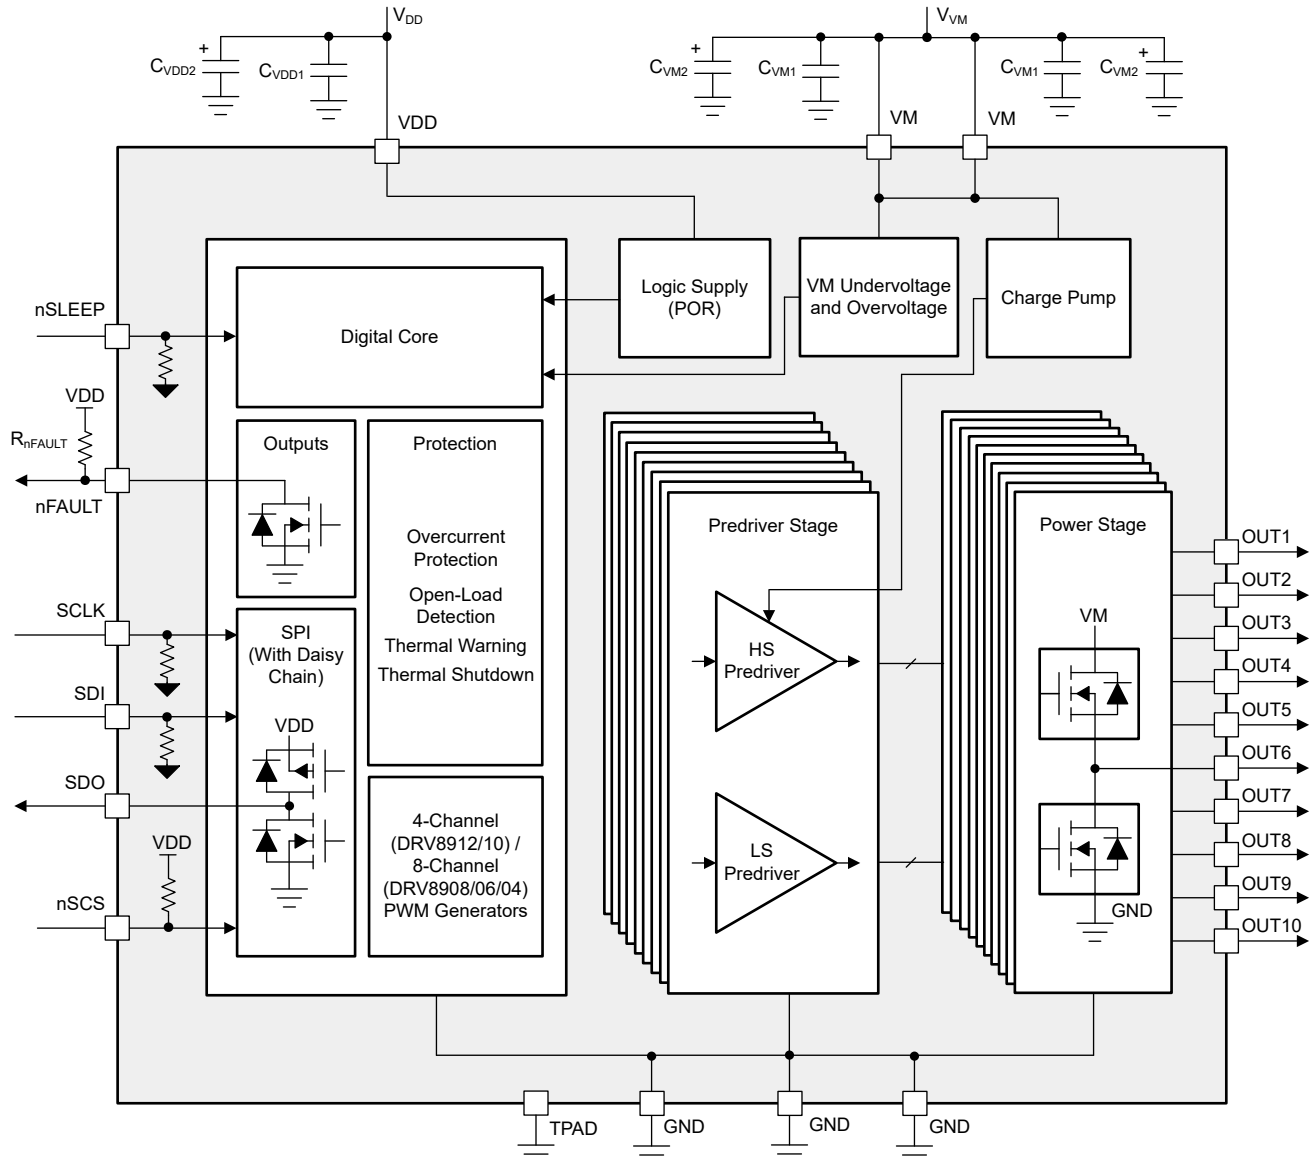 VDD
VVM
CVDD2
+
CVDD1
CVM2
+
CVM1
CVM1
CVM2
+
VDD
VM
VM
Logic Supply
(POR)
VM Undervoltage
and Overvoltage
Charge Pump
nSLEEP
Digital Core
VDD
RnFAULT
nFAULT
Outputs
Protection
Overcurrent
Protection
Open-Load
Detection
Thermal Warning
Thermal Shutdown
Predriver Stage
Power Stage
SCLK
SDI
SDO
VDD
nSCS
SPI
(With Daisy
Chain)
VDD
4-Channel
(DRV8912/10) /
8-Channel
(DRV8908/06/04)
PWM Generators
HS
Predriver
LS
Predriver
VM
GND
OUT1
OUT2
OUT3
OUT4
OUT5
OUT6
OUT7
OUT8
OUT9
OUT10
TPAD
GND
GND
GND